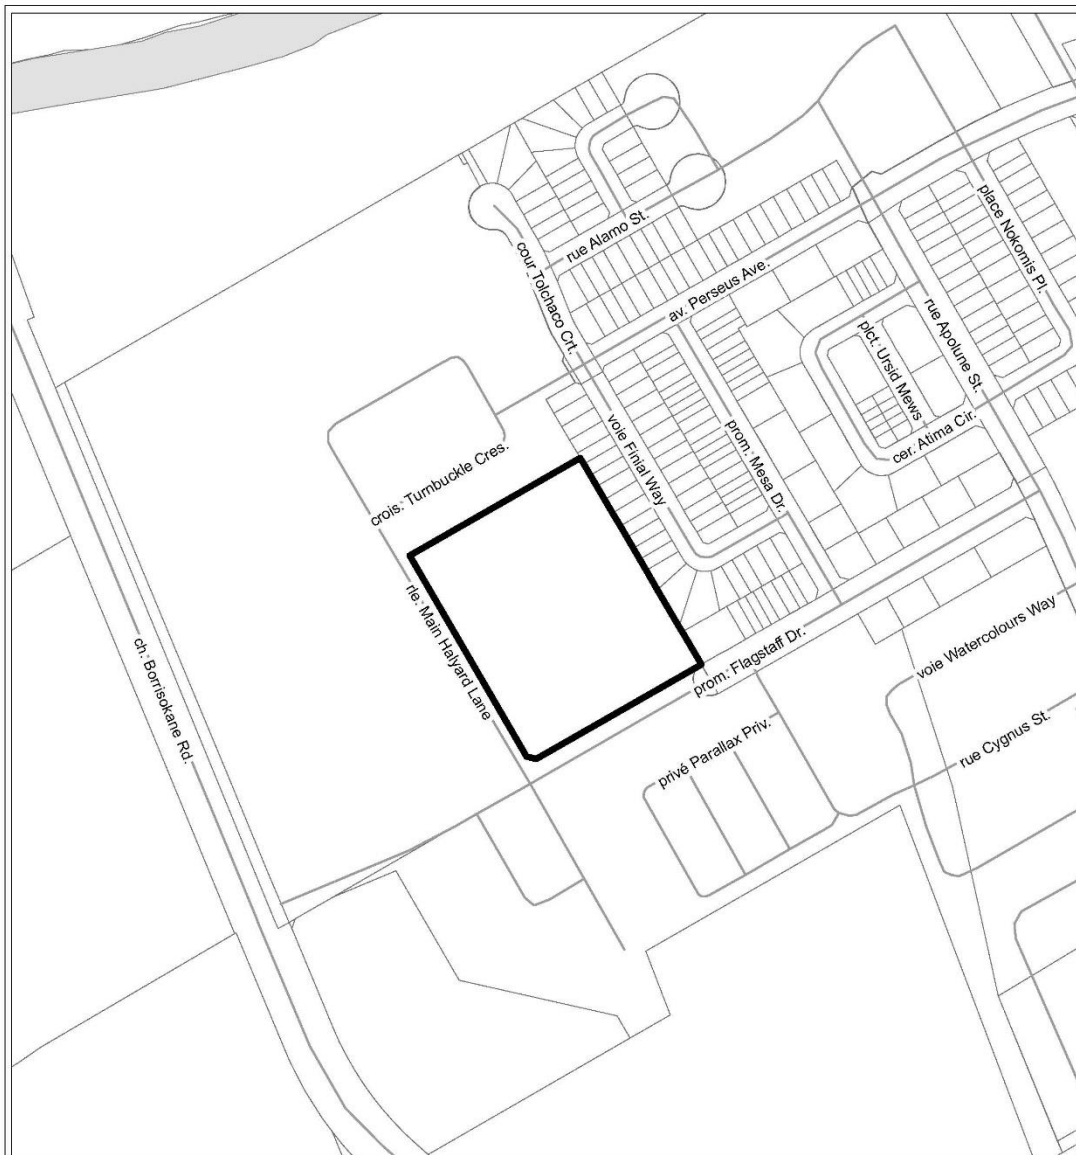 rue Alamo St.
cour Tolchaco Crt.
av. Perseus Ave.
place Nokomis Pl.
rue Apolune St.
plct. Ursid Mews
cer. Atima Cir.
voie Finial Way
prom. Mesa Dr.
crois. Turnbuckle Cres.
rle. Main Halyard Lane
ch. Borrisokane Rd.
prom. Flagstaff Dr.
voie Watercolours Way
rue Cygnus St.
privé Parallax Priv.